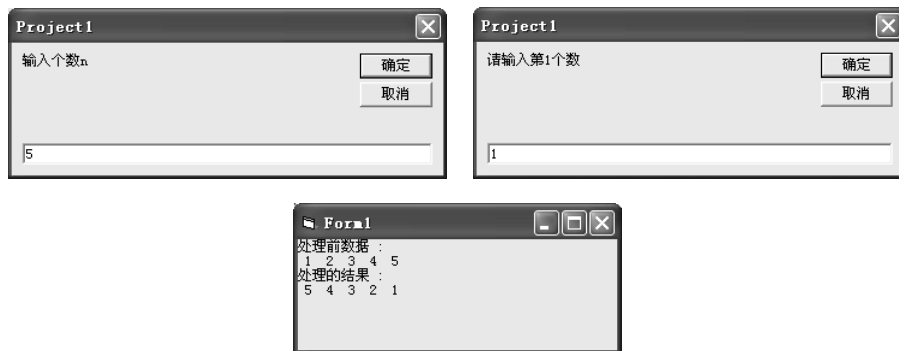 Project1
输入个数n
确定
取消
5
Project1
请输入第1个数
确定
取消
1
Form1
处理前数据 :
1 2 3 4 5
处理的结果 :
5 4 3 2 1